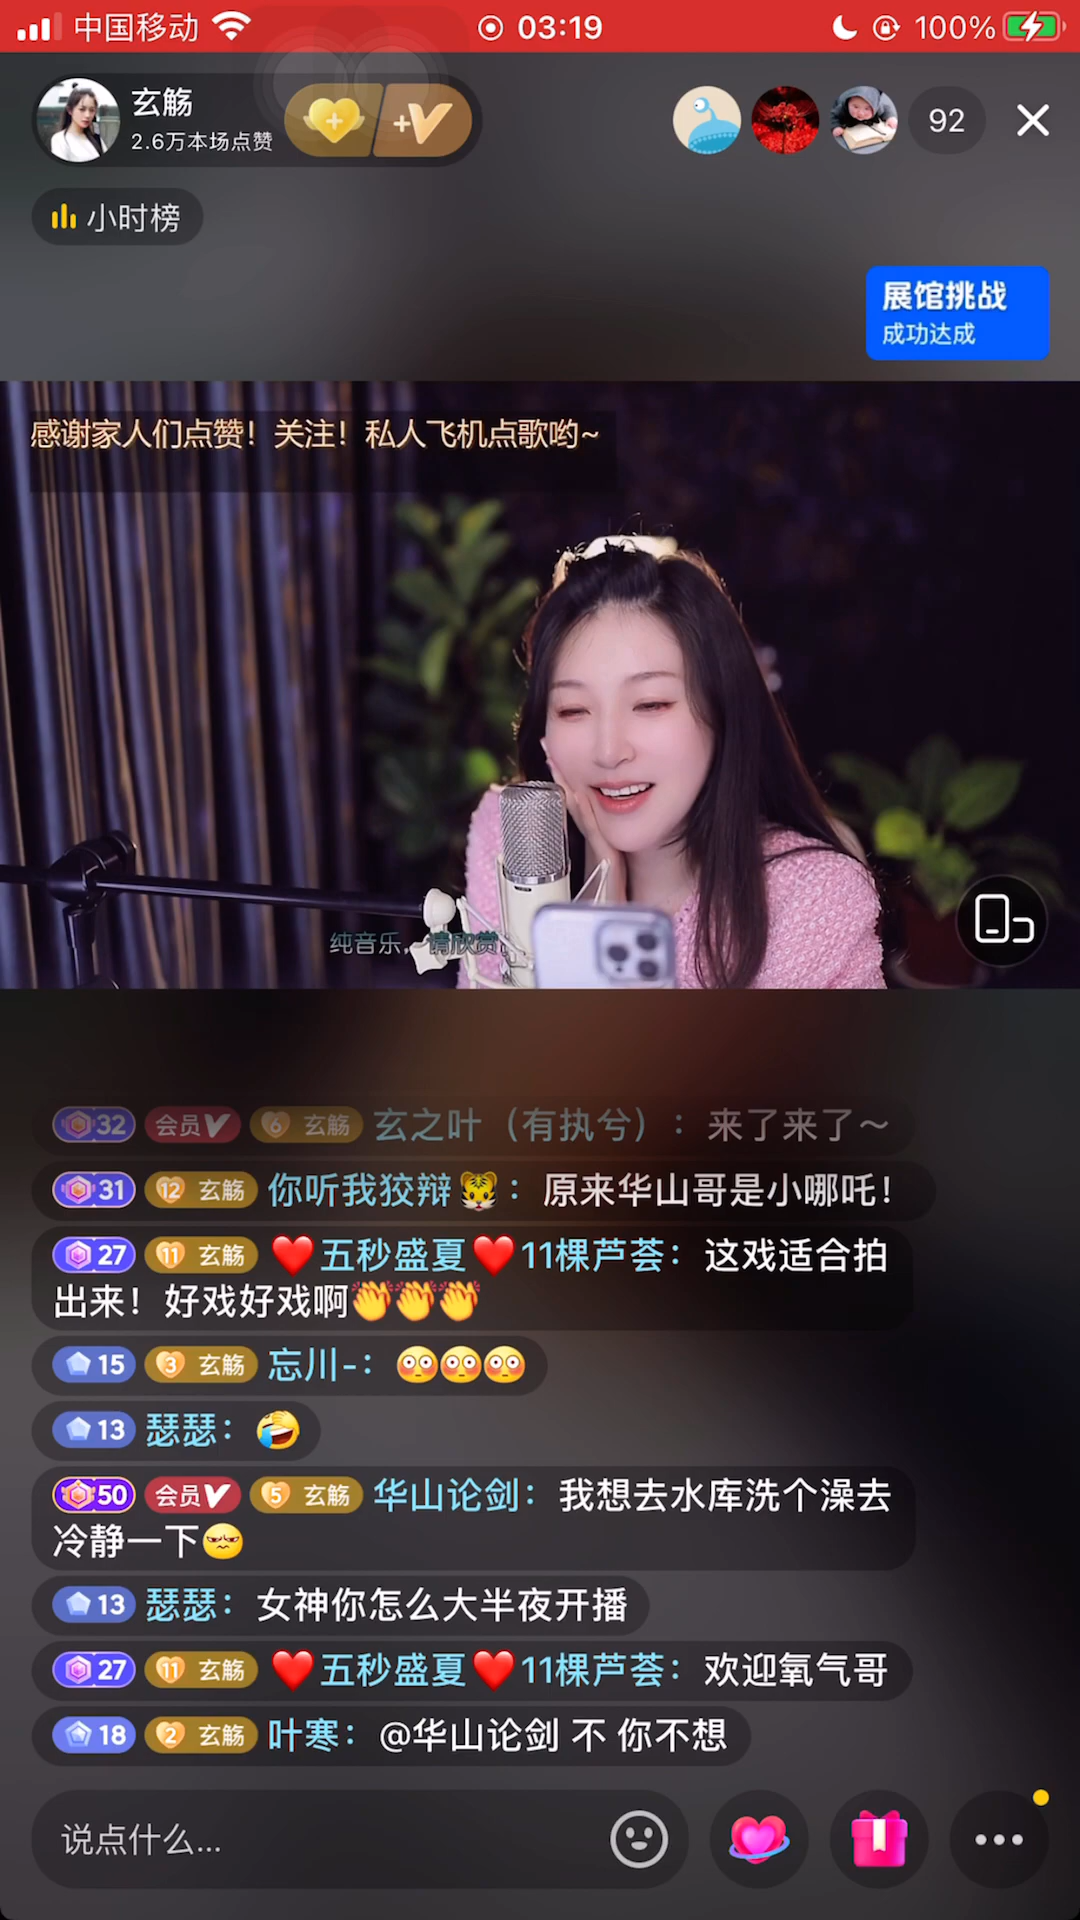 中国移动 03:19 100%
玄觞
2.6万本场点赞
+V
92
小时榜
展馆挑战
成功达成
感谢家人们点赞！关注！私人飞机点歌哟~
纯音乐，请欣赏
32 会员V 6 玄觞 玄之叶（有执兮）：来了来了～
31 12 玄觞 你听我狡辩🐯：原来华山哥是小哪吒！
27 11 玄觞 ❤️五秒盛夏❤️11棵芦荟：这戏适合拍
出来！好戏好戏啊👏👏👏
15 3 玄觞 忘川-：😳😳😳
13 瑟瑟：🤣
50 会员V 5 玄觞 华山论剑：我想去水库洗个澡去
冷静一下😠
13 瑟瑟：女神你怎么大半夜开播
27 11 玄觞 ❤️五秒盛夏❤️11棵芦荟：欢迎氧气哥
18 2 玄觞 叶寒：@华山论剑 不 你不想
说点什么...